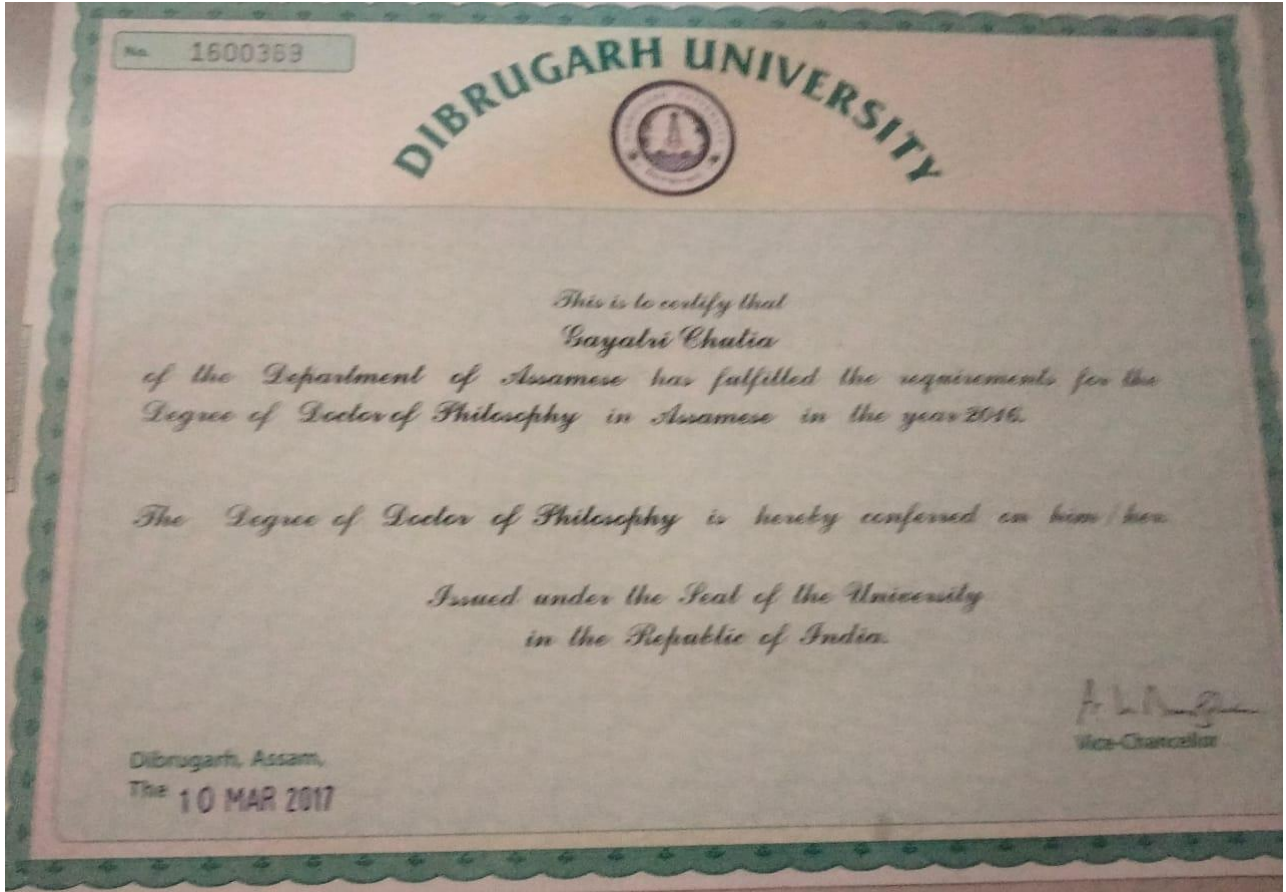 No. 1600369
DIBRUGARH UNIVERSITY
This is to certify that
Gayatri Chutia
of the Department of Assamese has fulfilled the requirements for the
Degree of Doctor of Philosophy in Assamese in the year 2016.
The Degree of Doctor of Philosophy is hereby conferred on him / her.
Issued under the Seal of the University
in the Republic of India.
Vice-Chancellor
Dibrugarh, Assam,
The 10 MAR 2017